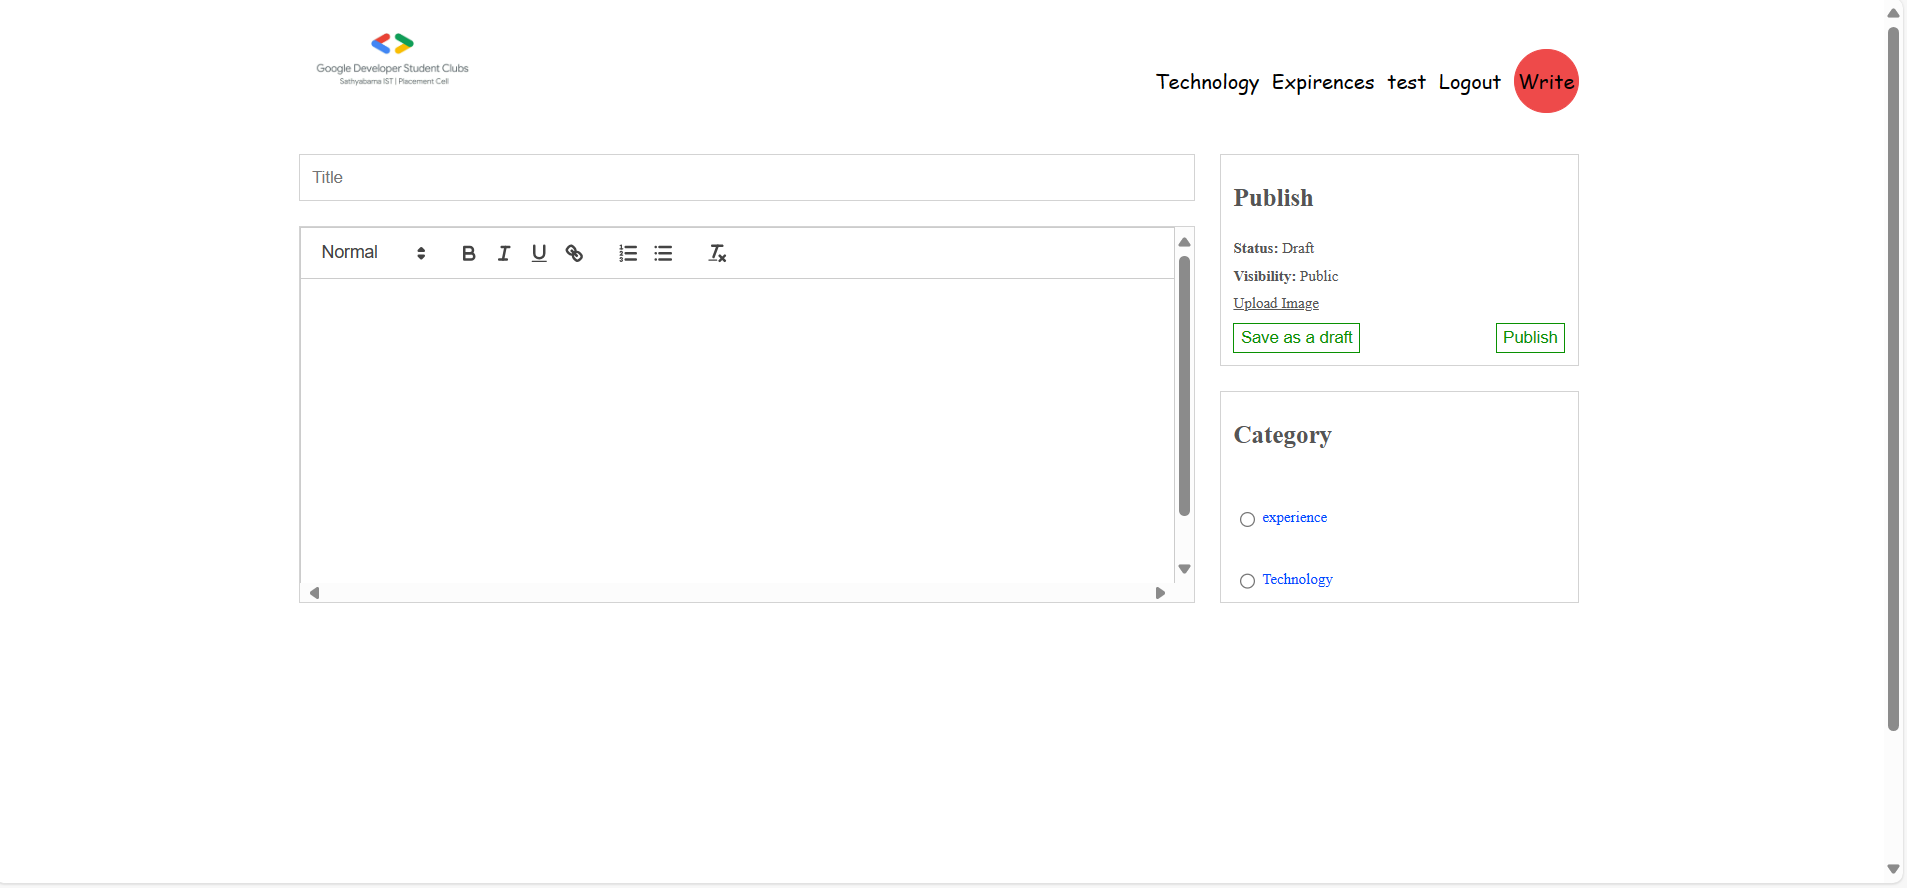 Google Developer Student Clubs
Sathyabama IST | Placement Cell
Technology Expirences test Logout Write
Title
Normal
Publish
Status: Draft
Visibility: Public
Upload Image
Save as a draft Publish
Category
experience
Technology